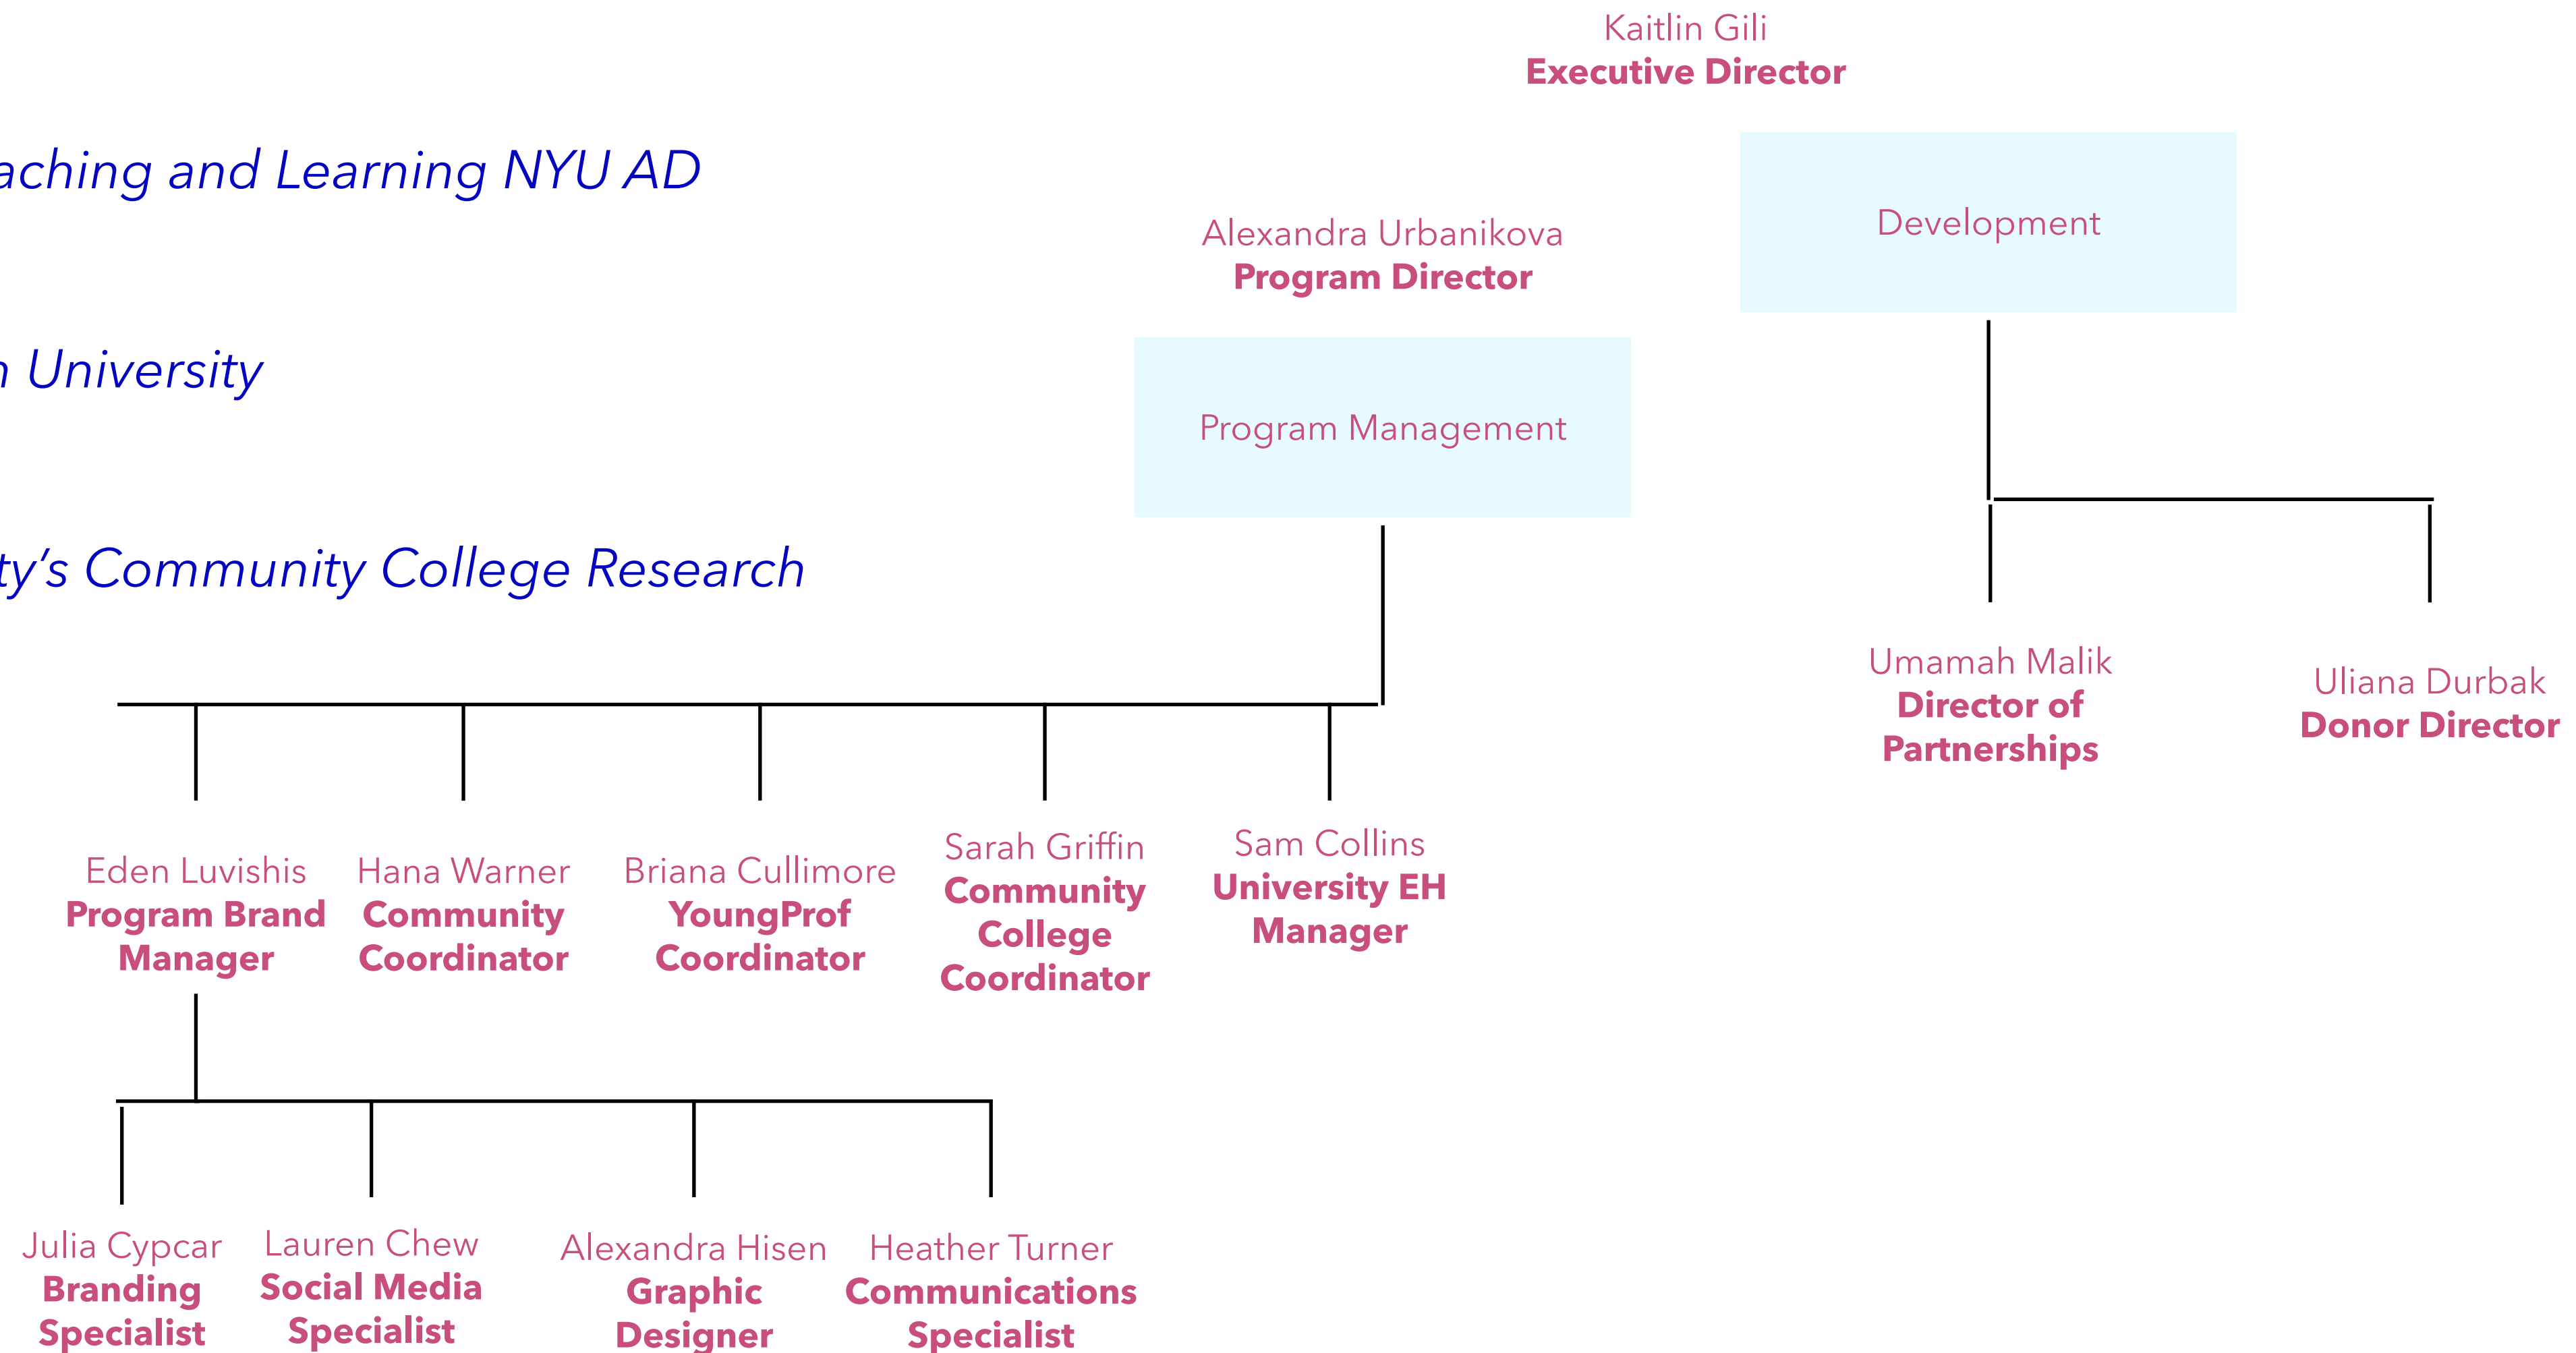 Kaitlin Gili
Executive Director
Teaching and Learning NYU AD
Development
Alexandra Urbanikova
Program Director
University
Program Management
Community College Research
Umamah Malik
Director of
Partnerships
Uliana Durbak
Donor Director
Eden Luvishis
Program Brand
Manager
Hana Warner
Community
Coordinator
Briana Cullimore
YoungProf
Coordinator
Sarah Griffin
Community
College
Coordinator
Sam Collins
University EH
Manager
Julia Cypcar
Branding
Specialist
Lauren Chew
Social Media
Specialist
Alexandra Hisen
Graphic
Designer
Heather Turner
Communications
Specialist